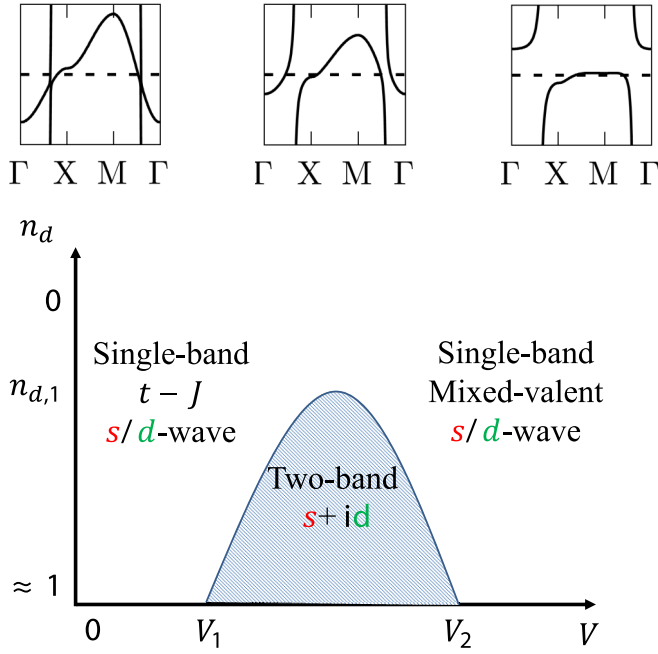 Γ X M Γ
Γ X M Γ
Γ X M Γ
n_d
0
Single-band
t − J
s/d-wave
Single-band
Mixed-valent
s/d-wave
n_{d,1}
Two-band
s+ id
≈ 1
0
V_1
V_2
V